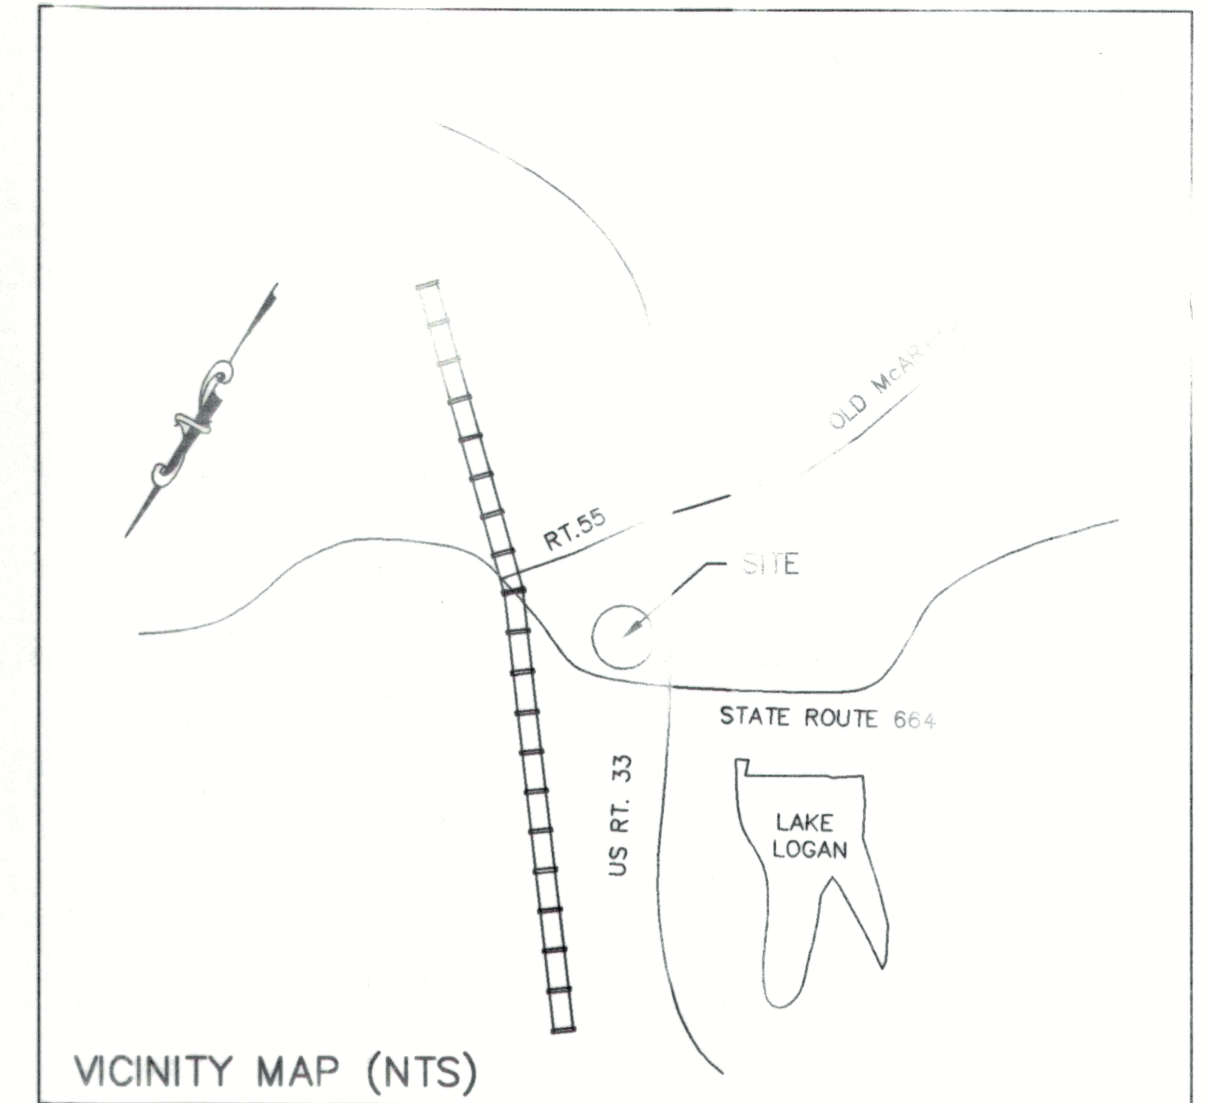 OLD McAR
RT.55
SITE
STATE ROUTE 664
US RT. 33
LAKE
LOGAN
VICINITY MAP (NTS)